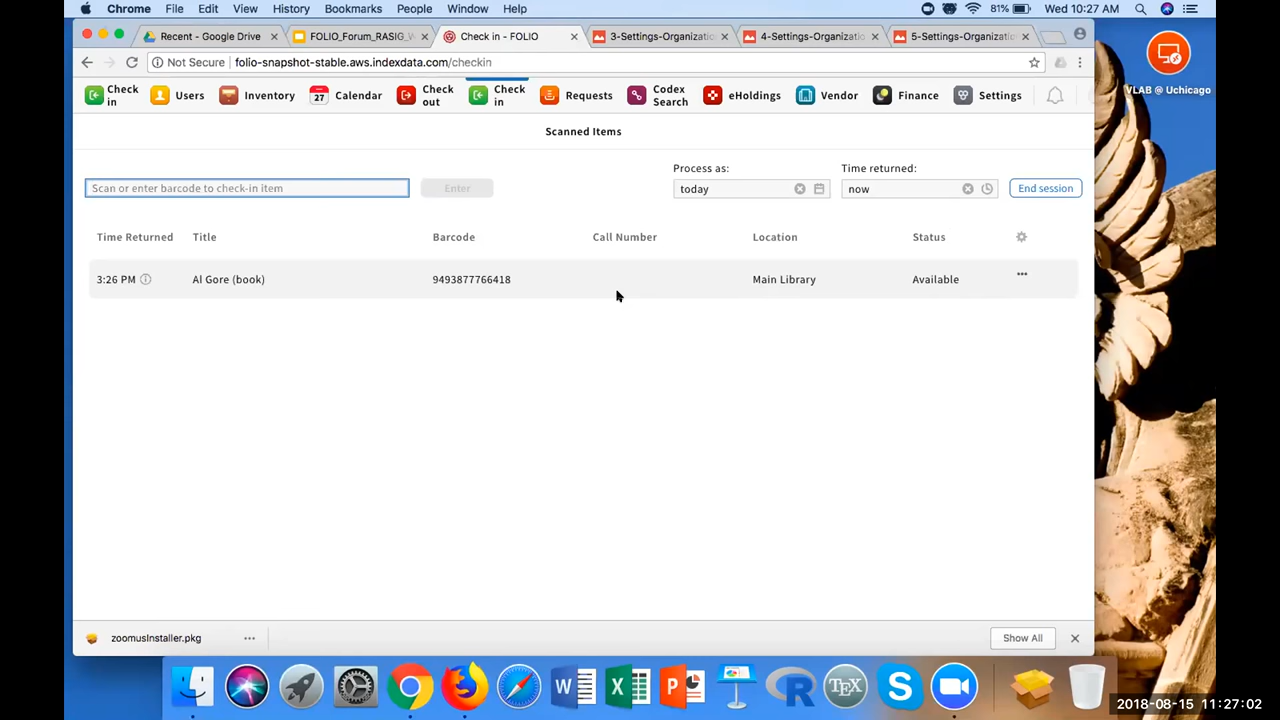 Chrome File Edit View History Bookmarks People Window Help 81% Wed 10:27 AM
Recent - Google Drive FOLIO_Forum_RASIG_ Check in - FOLIO 3-Settings-Organizatio 4-Settings-Organizatio 5-Settings-Organizatio
Not Secure folio-snapshot-stable.aws.indexdata.com/checkin
VLAB @ Uchicago
Check in Users Inventory 27 Calendar Check out Check in Requests Codex Search eHoldings Vendor Finance Settings
Scanned Items
Process as: Time returned:
Scan or enter barcode to check-in item Enter today now End session
Time Returned Title Barcode Call Number Location Status
3:26 PM Al Gore (book) 9493877766418 Main Library Available
zoomusInstaller.pkg Show All
W X P R TEX S
2018-08-15 11:27:02